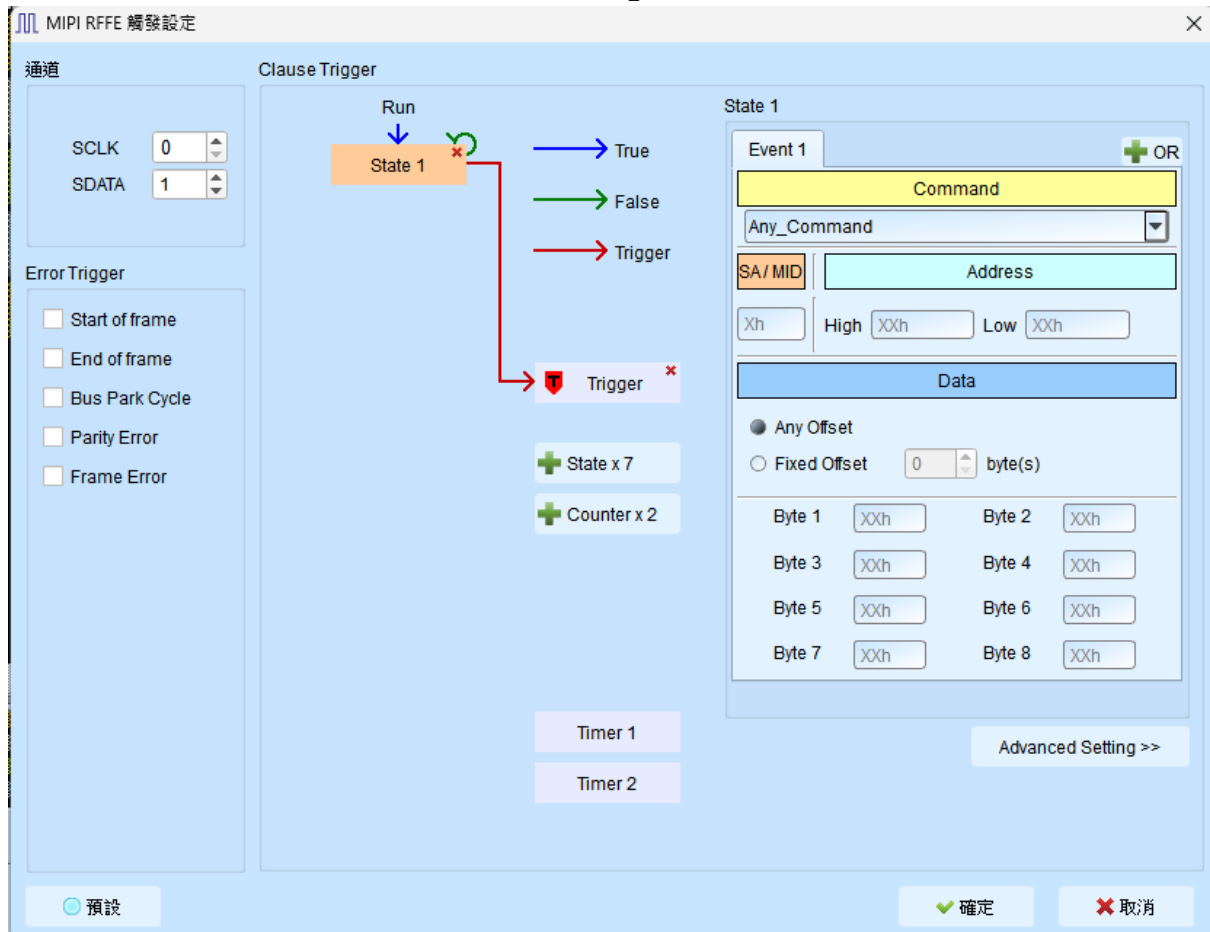 MIPI RFFE 觸發設定
通道
SCLK 0
SDATA 1
Error Trigger
Start of frame
End of frame
Bus Park Cycle
Parity Error
Frame Error
Clause Trigger
Run
State 1
True
False
Trigger
T Trigger
State x 7
Counter x 2
Timer 1
Timer 2
State 1
Event 1 OR
Command
Any_Command
SA / MID Address
Xh High XXh Low XXh
Data
Any Offset
Fixed Offset 0 byte(s)
Byte 1 XXh Byte 2 XXh
Byte 3 XXh Byte 4 XXh
Byte 5 XXh Byte 6 XXh
Byte 7 XXh Byte 8 XXh
Advanced Setting >>
預設 確定 取消